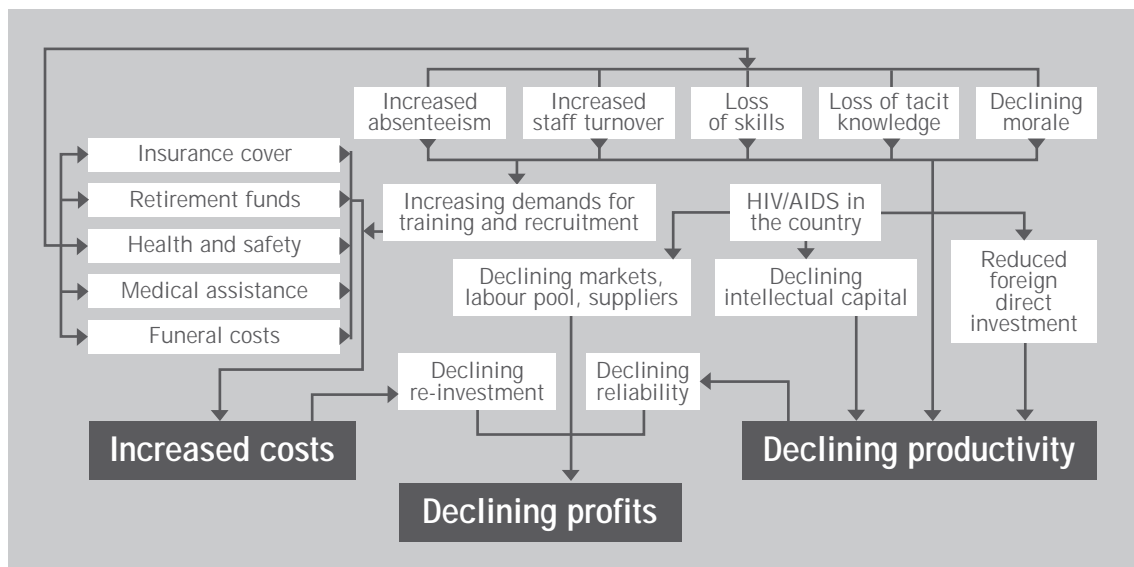 Increased
absenteeism
Increased
staff turnover
Loss
of skills
Loss of tacit
knowledge
Declining
morale
Insurance cover
Retirement funds
Health and safety
Medical assistance
Funeral costs
Increasing demands for
training and recruitment
HIV/AIDS in
the country
Declining markets,
labour pool, suppliers
Declining
intellectual capital
Reduced
foreign
direct
investment
Declining
re-investment
Declining
reliability
Increased costs
Declining productivity
Declining profits